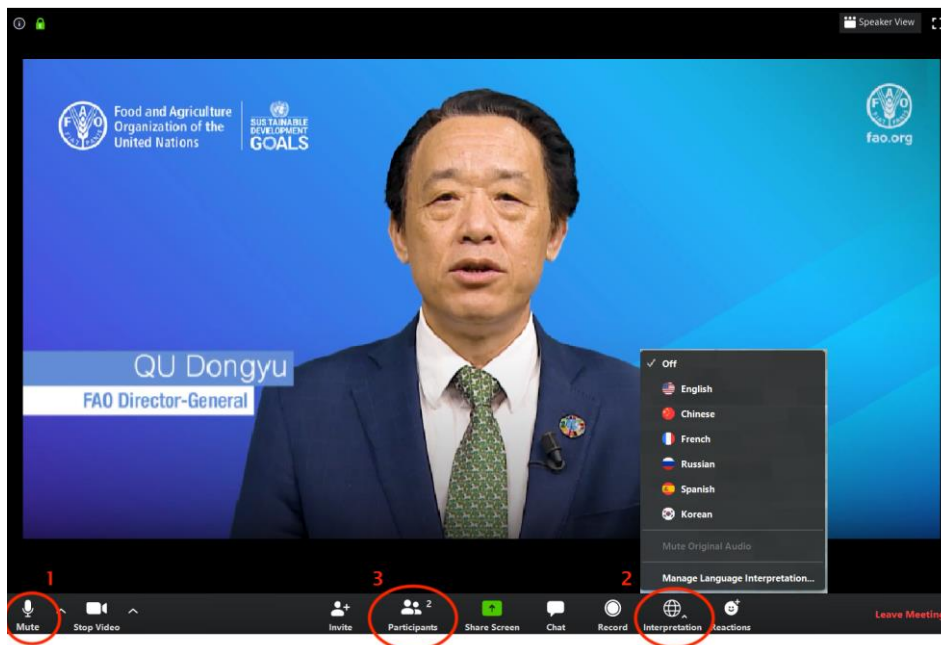 Speaker View
Food and Agriculture
Organization of the
United Nations
SUSTAINABLE
DEVELOPMENT
GOALS
FAO
fao.org
QU Dongyu
FAO Director-General
Off
English
Chinese
French
Russian
Spanish
Korean
Mute Original Audio
Manage Language Interpretation...
1
3
2
2
Mute
Stop Video
Invite
Participants
Share Screen
Chat
Record
Interpretation
Reactions
Leave Meeting